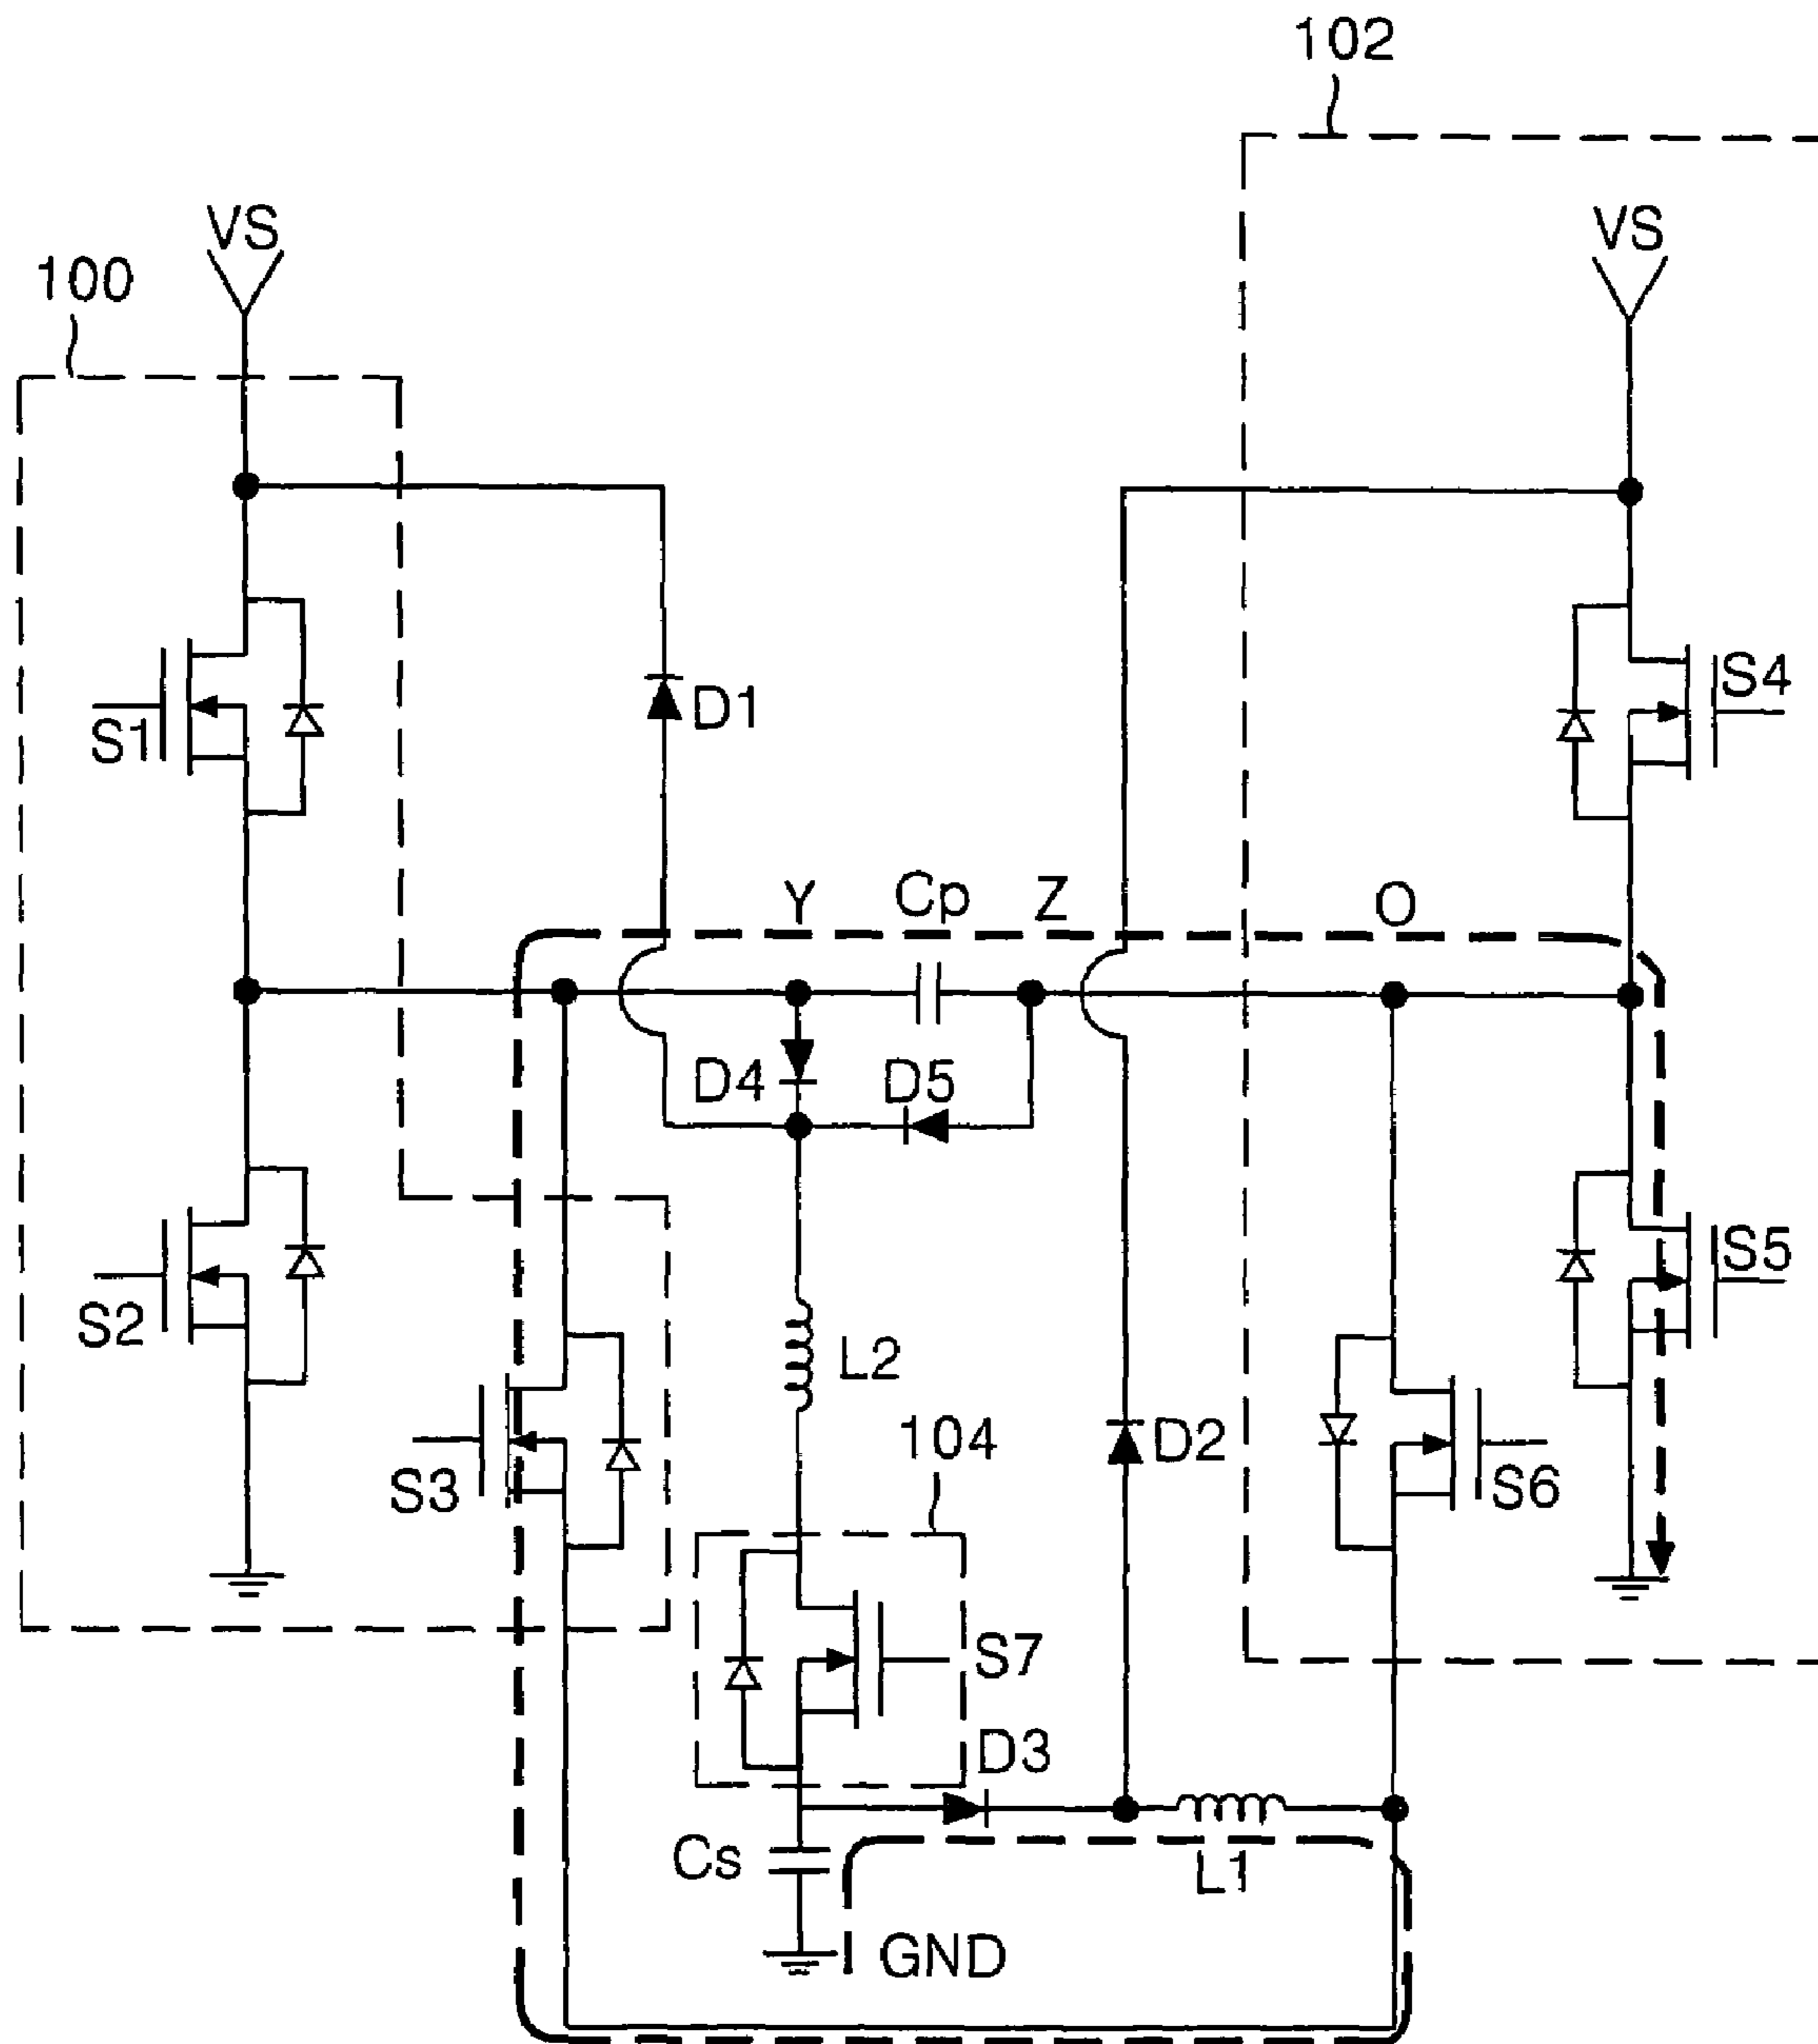 102
VS
VS
100
S1
D1
S4
Y
Cp
Z
O
D4
D5
S2
L2
S5
S3
104
D2
S6
S7
D3
Cs
L1
GND